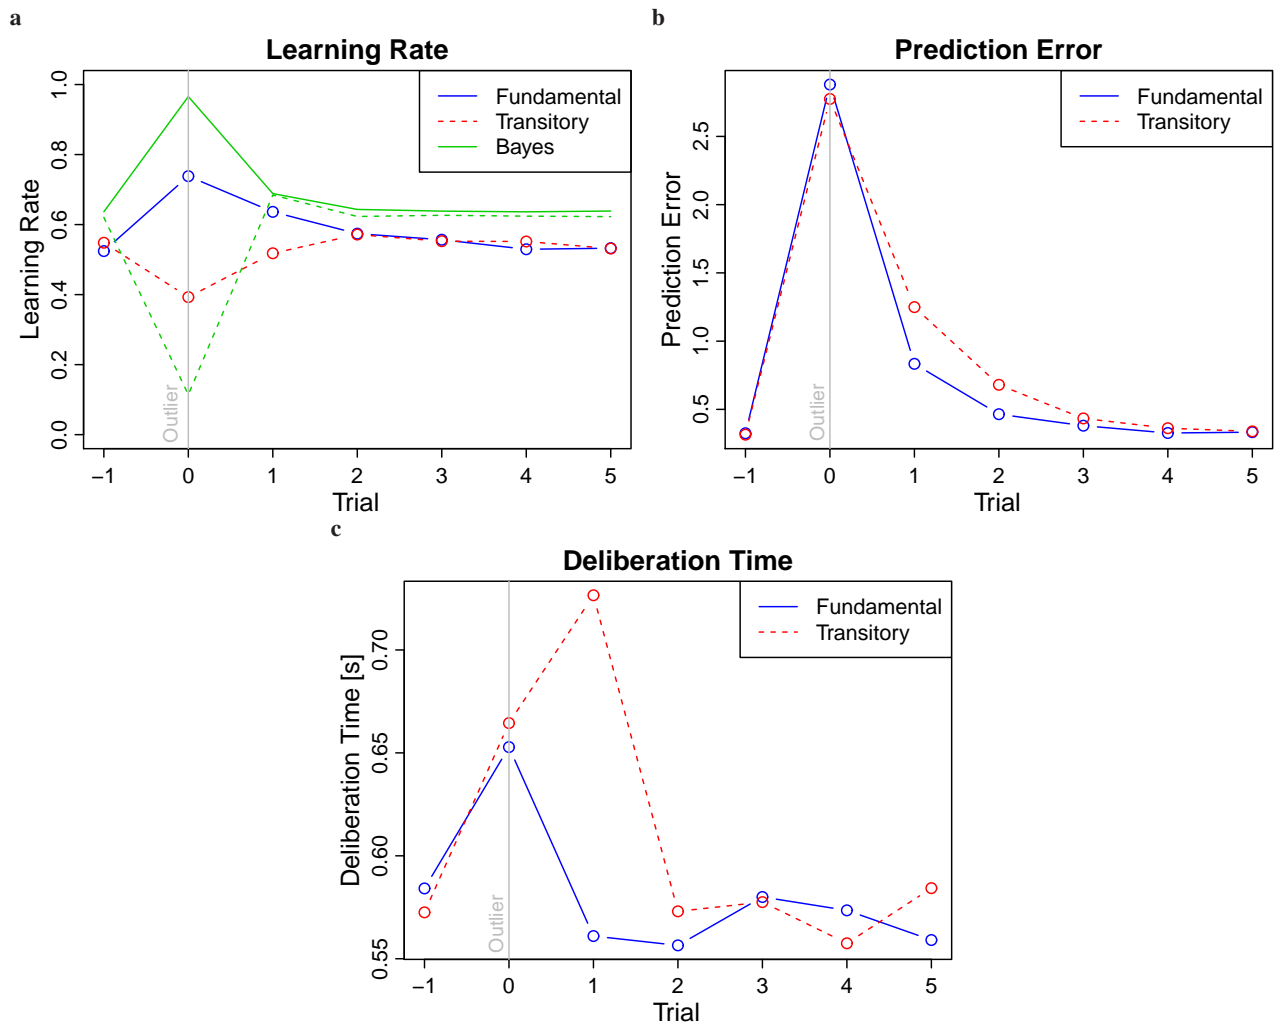 a
Learning Rate
Learning Rate
1.0
0.8
0.6
0.4
0.2
0.0
Fundamental
Transitory
Bayes
Outlier
−1 0 1 2 3 4 5
Trial
b
Prediction Error
Prediction Error
2.5
2.0
1.5
1.0
0.5
Fundamental
Transitory
Outlier
−1 0 1 2 3 4 5
Trial
c
Deliberation Time
Deliberation Time [s]
0.70
0.65
0.60
0.55
Fundamental
Transitory
Outlier
−1 0 1 2 3 4 5
Trial